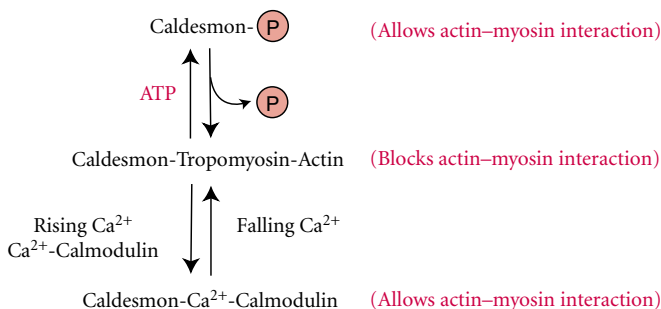 Caldesmon- P (Allows actin–myosin interaction)
ATP
P
Caldesmon-Tropomyosin-Actin (Blocks actin–myosin interaction)
Rising Ca²⁺
Ca²⁺-Calmodulin
Falling Ca²⁺
Caldesmon-Ca²⁺-Calmodulin (Allows actin–myosin interaction)